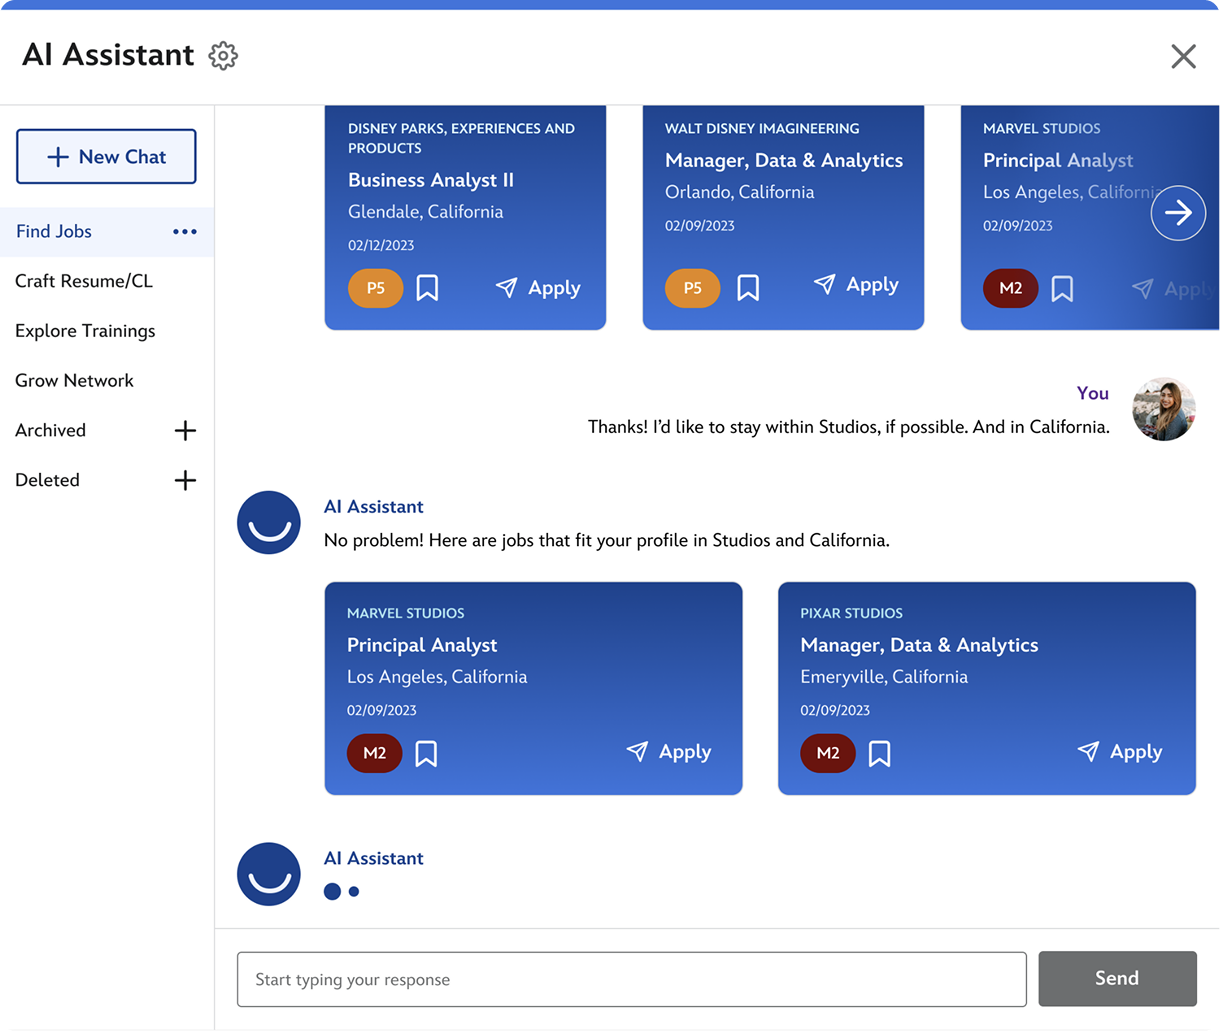 AI Assistant
New Chat
Find Jobs
Craft Resume/CL
Explore Trainings
Grow Network
Archived
Deleted
DISNEY PARKS, EXPERIENCES AND
PRODUCTS
Business Analyst II
Glendale, California
02/12/2023
P5
Apply
WALT DISNEY IMAGINEERING
Manager, Data & Analytics
Orlando, California
02/09/2023
P5
Apply
MARVEL STUDIOS
Principal Analyst
Los Angeles, California
02/09/2023
M2
Apply
You
Thanks! I’d like to stay within Studios, if possible. And in California.
AI Assistant
No problem! Here are jobs that fit your profile in Studios and California.
MARVEL STUDIOS
Principal Analyst
Los Angeles, California
02/09/2023
M2
Apply
PIXAR STUDIOS
Manager, Data & Analytics
Emeryville, California
02/09/2023
M2
Apply
AI Assistant
Start typing your response
Send